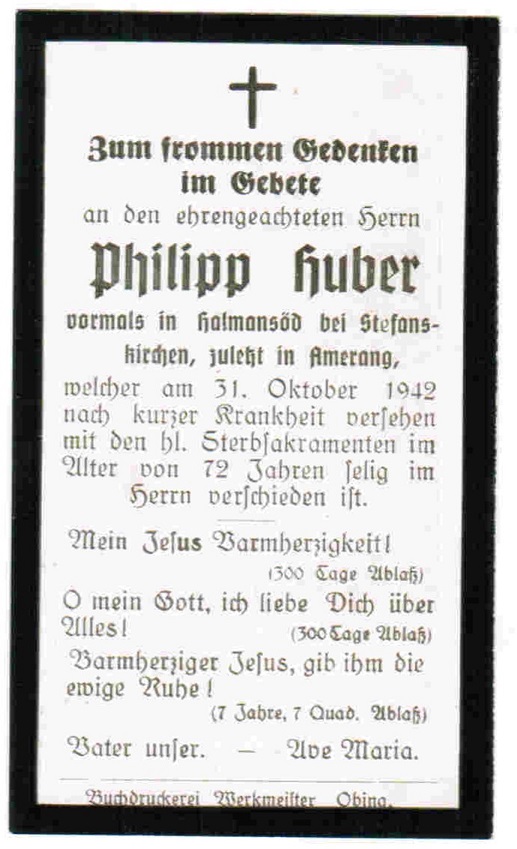 Zum frommen Gedenken
im Gebete
an den ehrengeachteten Herrn
Philipp Huber
vormals in Halmansöd bei Stefans-
kirchen, zuletzt in Amerang,
welcher am 31. Oktober 1942
nach kurzer Krankheit versehen
mit den hl. Sterbsakramenten im
Alter von 72 Jahren selig im
Herrn verschieden ist.
Mein Jesus Barmherzigkeit!
(300 Tage Ablaß)
O mein Gott, ich liebe Dich über
Alles! (300 Tage Ablaß)
Barmherziger Jesus, gib ihm die
ewige Ruhe!
(7 Jahre, 7 Quad. Ablaß)
Vater unser. — Ave Maria.
Buchdruckerei Werkmeister Obing.